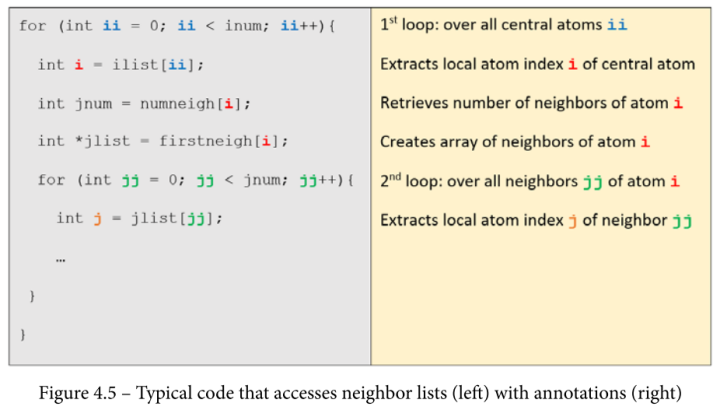 for (int ii = 0; ii < inum; ii++){
int i = ilist[ii];
int jnum = numneigh[i];
int *jlist = firstneigh[i];
for (int jj = 0; jj < jnum; jj++){
int j = jlist[jj];
…
}
}
1st loop: over all central atoms ii
Extracts local atom index i of central atom
Retrieves number of neighbors of atom i
Creates array of neighbors of atom i
2nd loop: over all neighbors jj of atom i
Extracts local atom index j of neighbor jj
Figure 4.5 – Typical code that accesses neighbor lists (left) with annotations (right)